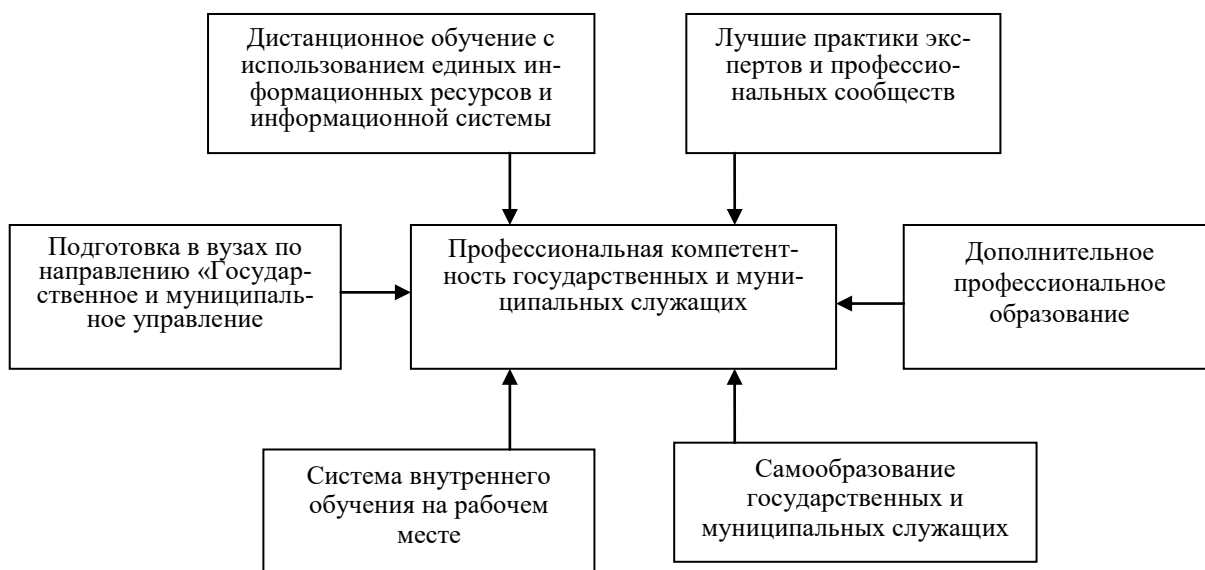 Дистанционное обучение с
использованием единых ин-
формационных ресурсов и
информационной системы
Лучшие практики экс-
пертов и профессио-
нальных сообществ
Подготовка в вузах по
направлению «Государ-
ственное и муниципаль-
ное управление
Профессиональная компетент-
ность государственных и муни-
ципальных служащих
Дополнительное
профессиональное
образование
Система внутреннего
обучения на рабочем
месте
Самообразование
государственных и
муниципальных служащих